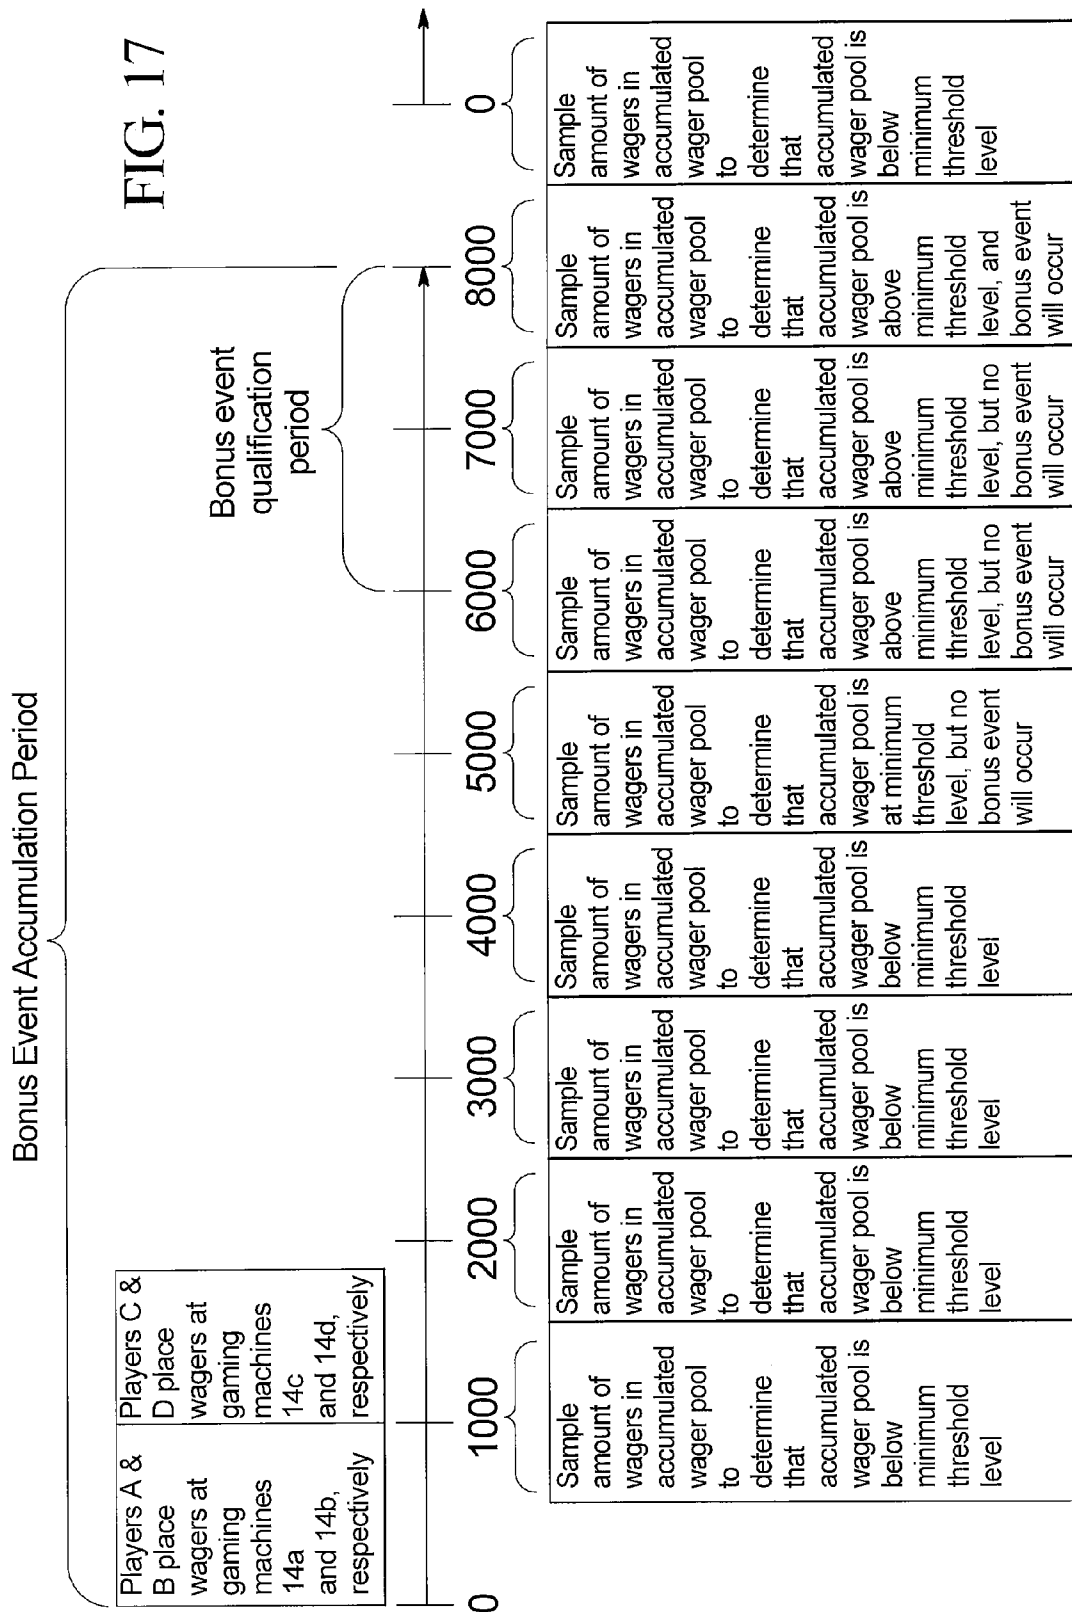 FIG. 17
Bonus Event Accumulation Period
Bonus event
qualification
period
Players A &
B place
wagers at
gaming
machines
14a
and 14b,
respectively
Players C &
D place
wagers at
gaming
machines
14c
and 14d,
respectively
0
1000
2000
3000
4000
5000
6000
7000
8000
0
Sample
amount of
wagers in
accumulated
wager pool
to
determine
that
accumulated
wager pool is
below
minimum
threshold
level
Sample
amount of
wagers in
accumulated
wager pool
to
determine
that
accumulated
wager pool is
below
minimum
threshold
level
Sample
amount of
wagers in
accumulated
wager pool
to
determine
that
accumulated
wager pool is
below
minimum
threshold
level
Sample
amount of
wagers in
accumulated
wager pool
to
determine
that
accumulated
wager pool is
below
minimum
threshold
level
Sample
amount of
wagers in
accumulated
wager pool
to
determine
that
accumulated
wager pool is
at minimum
threshold
level, but no
bonus event
will occur
Sample
amount of
wagers in
accumulated
wager pool
to
determine
that
accumulated
wager pool is
above
minimum
threshold
level, but no
bonus event
will occur
Sample
amount of
wagers in
accumulated
wager pool
to
determine
that
accumulated
wager pool is
above
minimum
threshold
level, but no
bonus event
will occur
Sample
amount of
wagers in
accumulated
wager pool
to
determine
that
accumulated
wager pool is
above
minimum
threshold
level, and
bonus event
will occur
Sample
amount of
wagers in
accumulated
wager pool
to
determine
that
accumulated
wager pool is
below
minimum
threshold
level